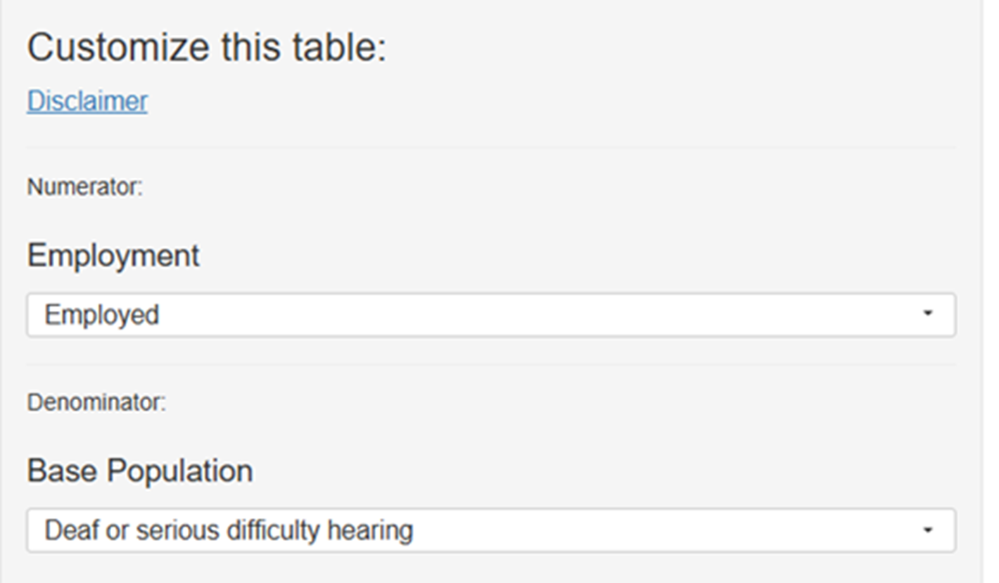 Customize this table:
Disclaimer
Numerator:
Employment
Employed
Denominator:
Base Population
Deaf or serious difficulty hearing